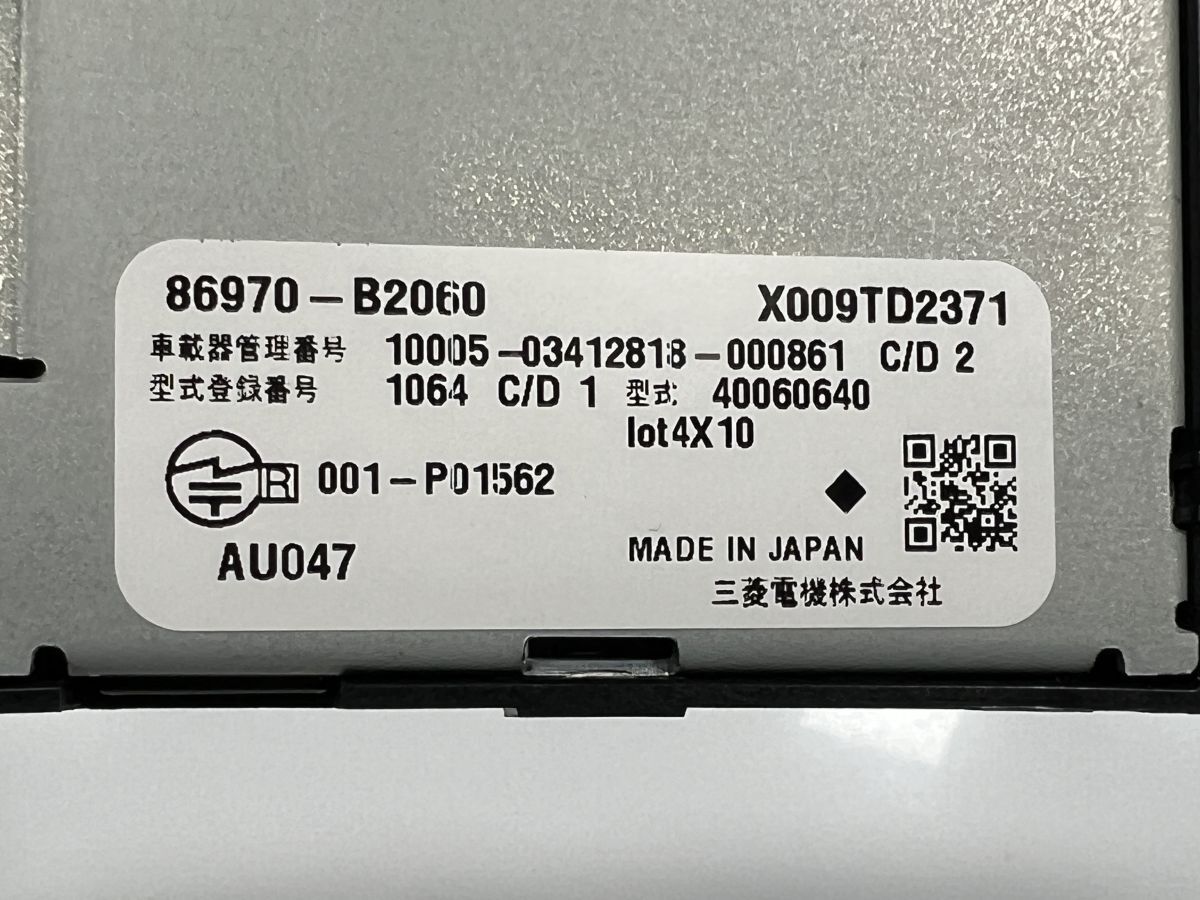 86970-B2060 X009TD2371
車載器管理番号 10005-03412818-000861 C/D 2
型式登録番号 1064 C/D 1 型式 40060640
lot4X10
R 001-P01562
AU047
MADE IN JAPAN
三菱電機株式会社